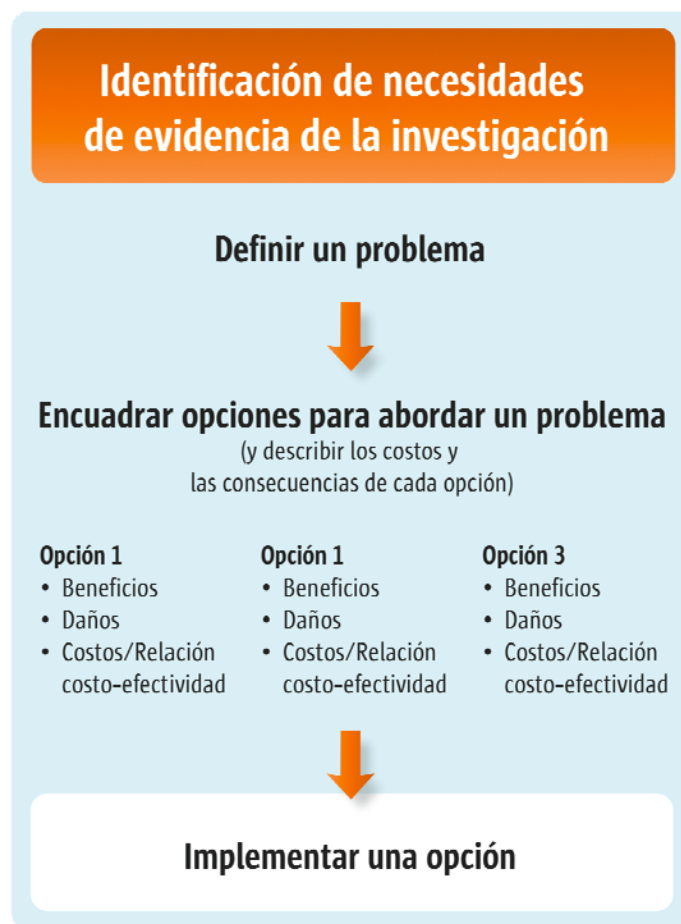 Identificación de necesidades
de evidencia de la investigación
Definir un problema
Encuadrar opciones para abordar un problema
(y describir los costos y
las consecuencias de cada opción)
Opción 1
• Beneficios
• Daños
• Costos/Relación
costo-efectividad
Opción 1
• Beneficios
• Daños
• Costos/Relación
costo-efectividad
Opción 3
• Beneficios
• Daños
• Costos/Relación
costo-efectividad
Implementar una opción